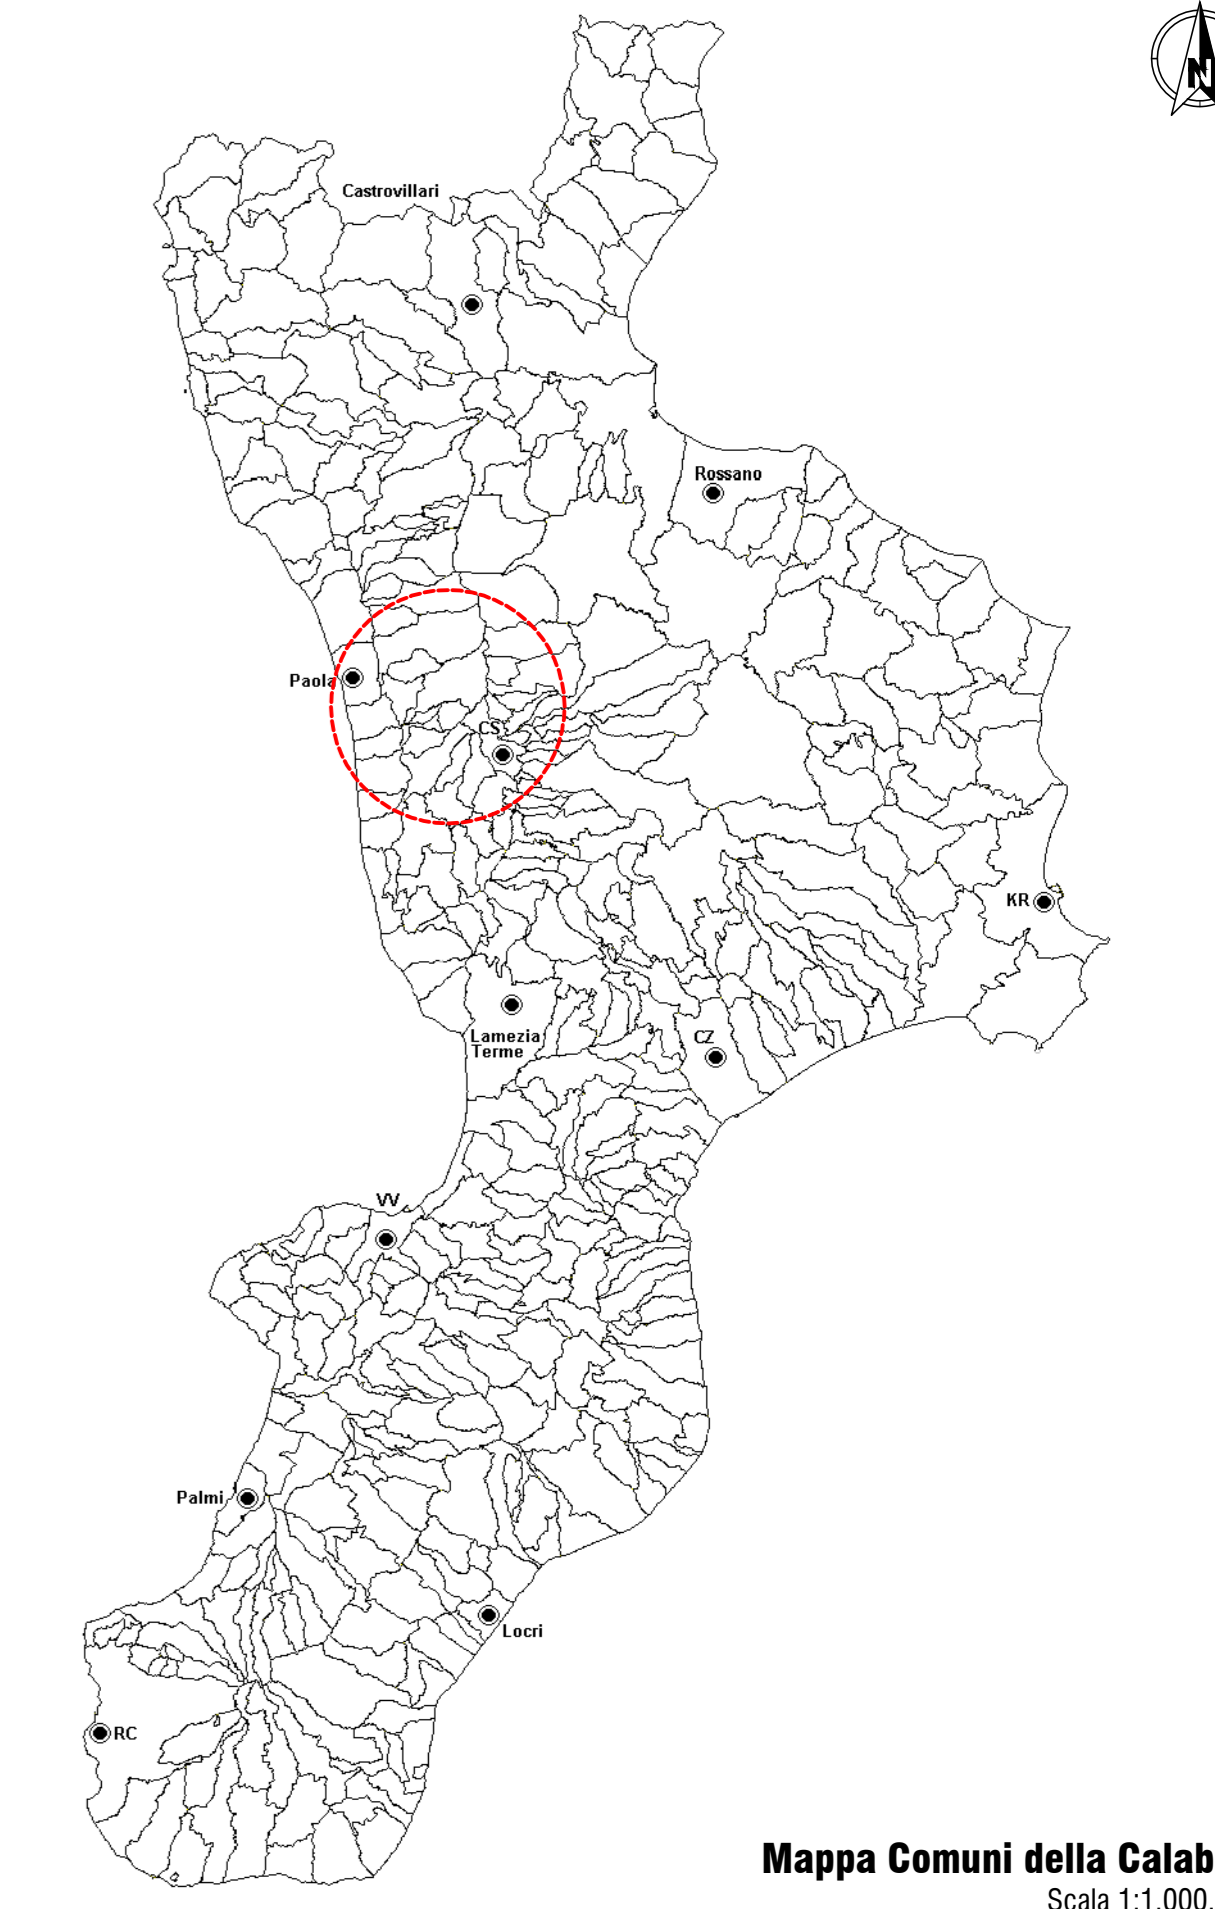 N
Castrovillari
Rossano
Paola
CS
KR
Lamezia
Terme
CZ
VV
Palmi
Locri
RC
Mappa Comuni della Calab
Scala 1:1.000.